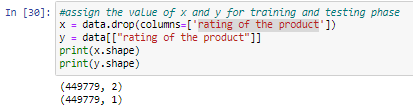 In [30]: #assign the value of x and y for training and testing phase
x = data.drop(columns=['rating of the product'])
y = data[["rating of the product"]]
print(x.shape)
print(y.shape)
(449779, 2)
(449779, 1)